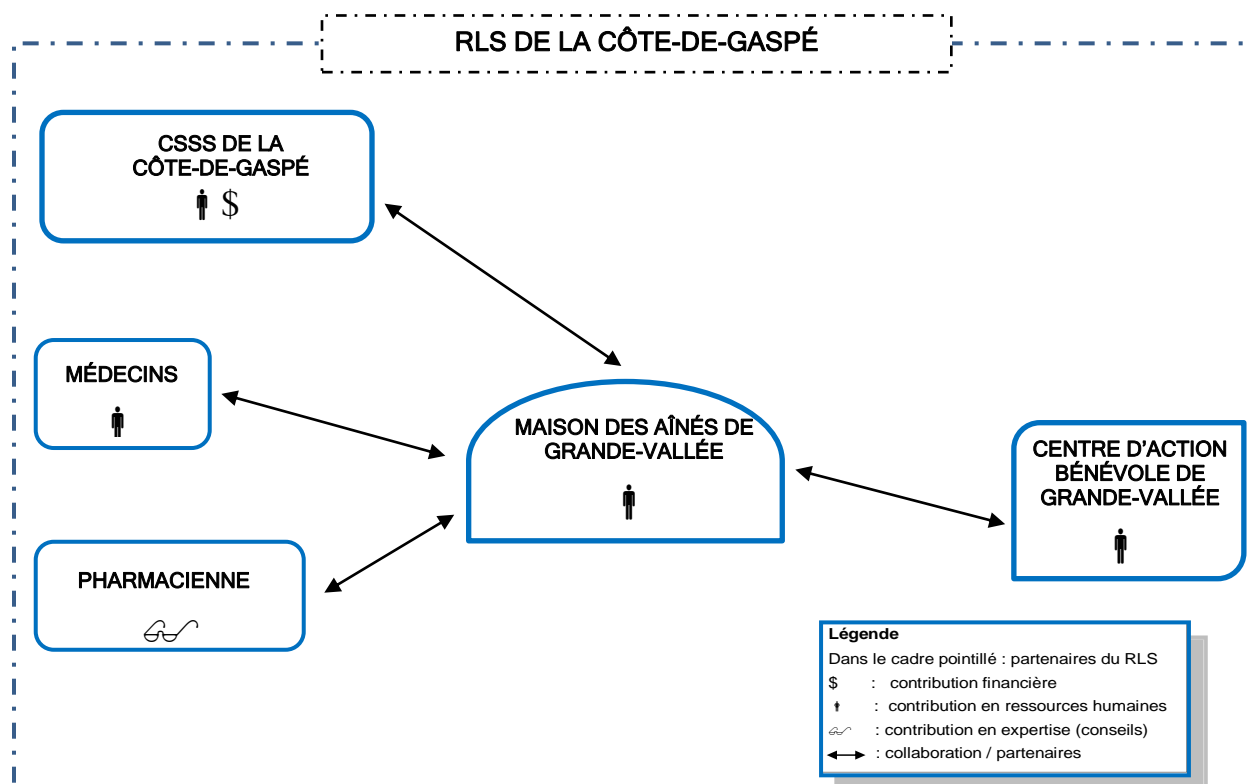 RLS DE LA CÔTE-DE-GASPÉ
CSSS DE LA
CÔTE-DE-GASPÉ
$
MÉDECINS
MAISON DES AÎNÉS DE
GRANDE-VALLÉE
CENTRE D'ACTION
BÉNÉVOLE DE
GRANDE-VALLÉE
PHARMACIENNE
Légende
Dans le cadre pointillé : partenaires du RLS
$ : contribution financière
: contribution en ressources humaines
: contribution en expertise (conseils)
: collaboration / partenaires